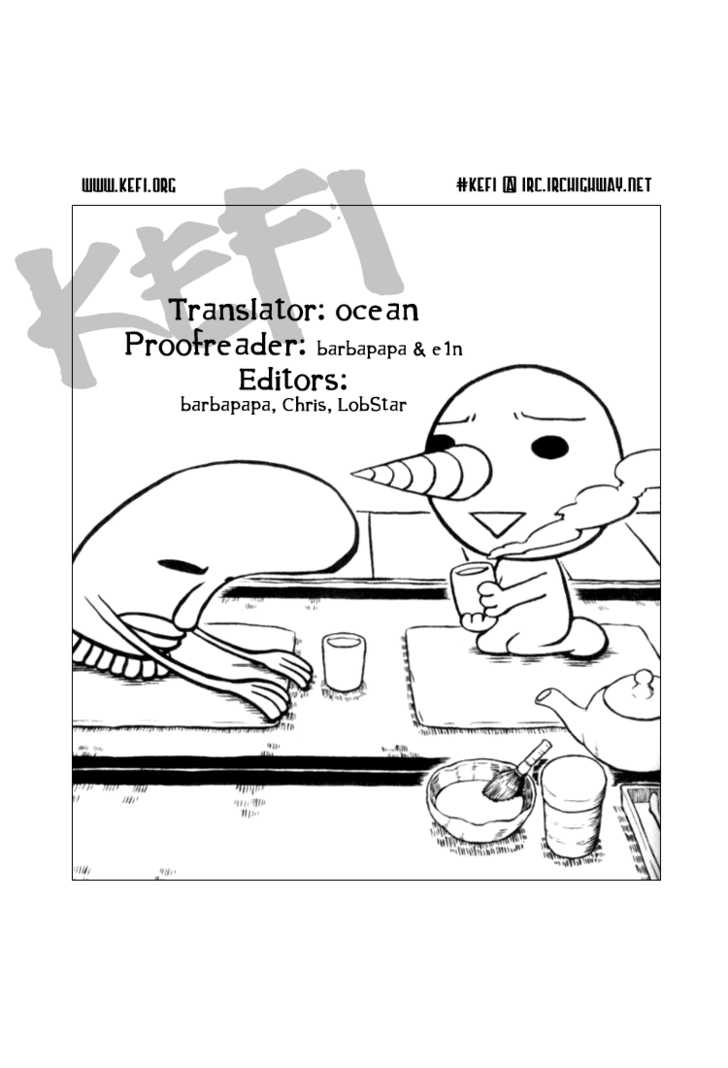 WWW.KEFI.ORG
#KEFI @ IRC.IRCHIGHWAY.NET
KEFI
Translator: ocean
Proofreader: barbapapa & e1n
Editors:
barbapapa, Chris, LobStar